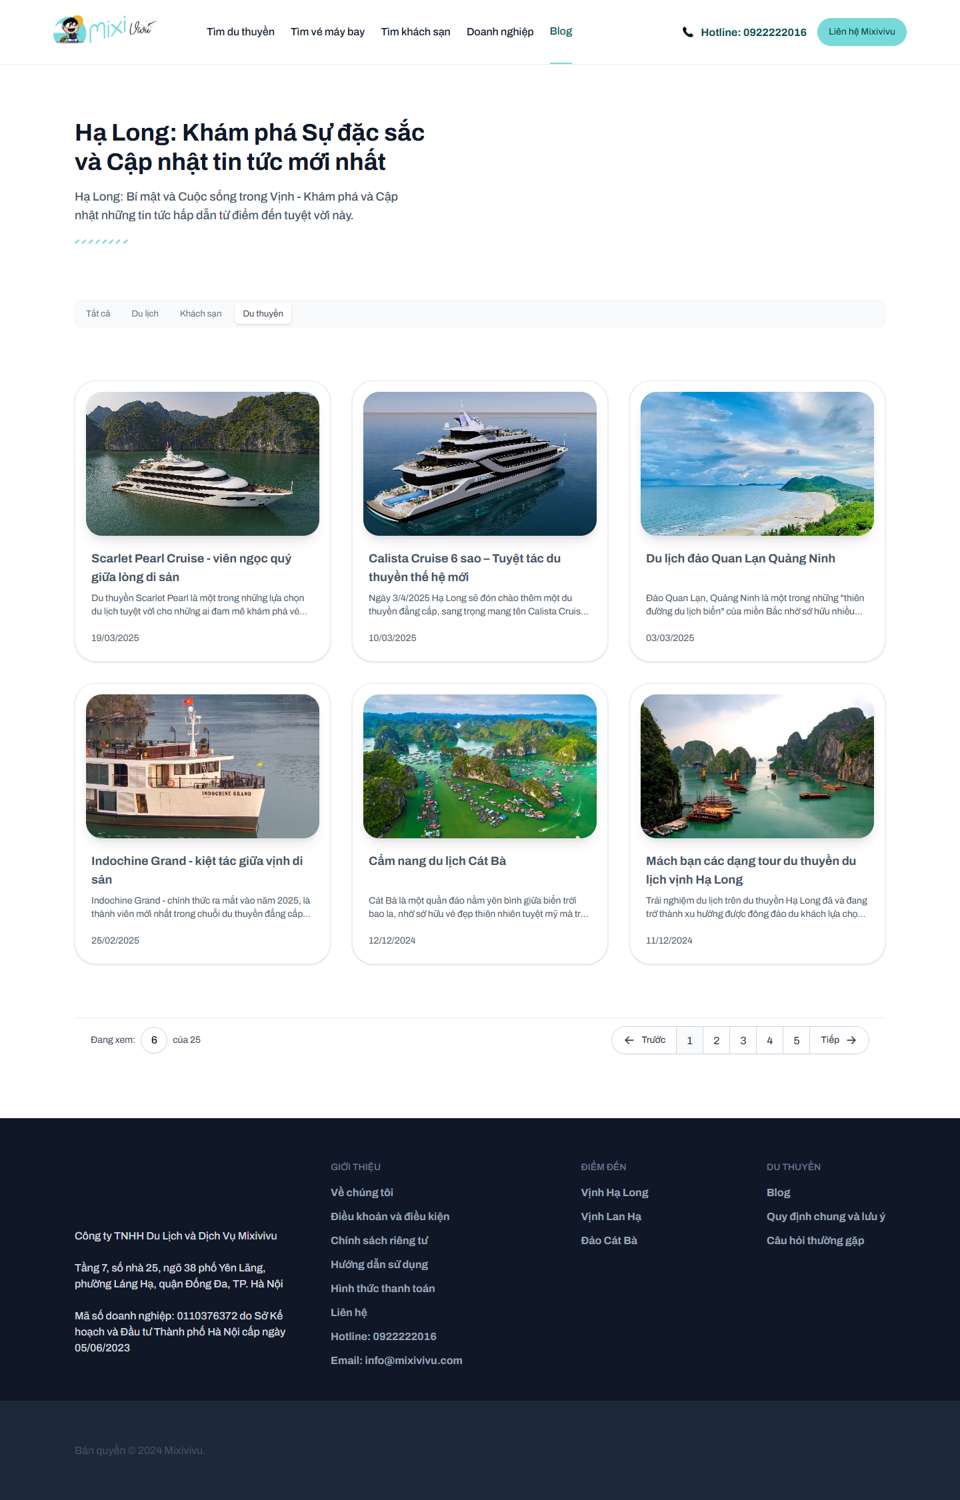 mixi Vivu
Tìm du thuyền
Tìm vé máy bay
Tìm khách sạn
Doanh nghiệp
Blog
Hotline: 0922222016
Liên hệ Mixivivu
Hạ Long: Khám phá Sự đặc sắc
và Cập nhật tin tức mới nhất
Hạ Long: Bí mật và Cuộc sống trong Vịnh - Khám phá và Cập
nhật những tin tức hấp dẫn từ điểm đến tuyệt vời này.
Tất cả
Du lịch
Khách sạn
Du thuyền
Scarlet Pearl Cruise - viên ngọc quý
giữa lòng di sản
Du thuyền Scarlet Pearl là một trong những lựa chọn
du lịch tuyệt vời cho những ai đam mê khám phá vẻ...
19/03/2025
Calista Cruise 6 sao – Tuyệt tác du
thuyền thế hệ mới
Ngày 3/4/2025 Hạ Long sẽ đón chào thêm một du
thuyền đẳng cấp, sang trọng mang tên Calista Cruis...
10/03/2025
Du lịch đảo Quan Lạn Quảng Ninh
Đảo Quan Lạn, Quảng Ninh là một trong những "thiên
đường du lịch biển" của miền Bắc nhờ sở hữu nhiều...
03/03/2025
INDOCHINE GRAND
Indochine Grand - kiệt tác giữa vịnh di
sản
Indochine Grand - chính thức ra mắt vào năm 2025, là
thành viên mới nhất trong chuỗi du thuyền đẳng cấp...
25/02/2025
Cẩm nang du lịch Cát Bà
Cát Bà là một quần đảo nằm yên bình giữa biển trời
bao la, nhờ sở hữu vẻ đẹp thiên nhiên tuyệt mỹ mà tr...
12/12/2024
Mách bạn các dạng tour du thuyền du
lịch vịnh Hạ Long
Trải nghiệm du lịch trên du thuyền Hạ Long đã và đang
trở thành xu hướng được đông đảo du khách lựa chọ...
11/12/2024
Đang xem: 6 của 25
Trước 1 2 3 4 5 Tiếp
Công ty TNHH Du Lịch và Dịch Vụ Mixivivu
Tầng 7, số nhà 25, ngõ 38 phố Yên Lãng,
phường Láng Hạ, quận Đống Đa, TP. Hà Nội
Mã số doanh nghiệp: 0110376372 do Sở Kế
hoạch và Đầu tư Thành phố Hà Nội cấp ngày
05/06/2023
GIỚI THIỆU
Về chúng tôi
Điều khoản và điều kiện
Chính sách riêng tư
Hướng dẫn sử dụng
Hình thức thanh toán
Liên hệ
Hotline: 0922222016
Email: info@mixivivu.com
ĐIỂM ĐẾN
Vịnh Hạ Long
Vịnh Lan Hạ
Đảo Cát Bà
DU THUYỀN
Blog
Quy định chung và lưu ý
Câu hỏi thường gặp
Bản quyền © 2024 Mixivivu.